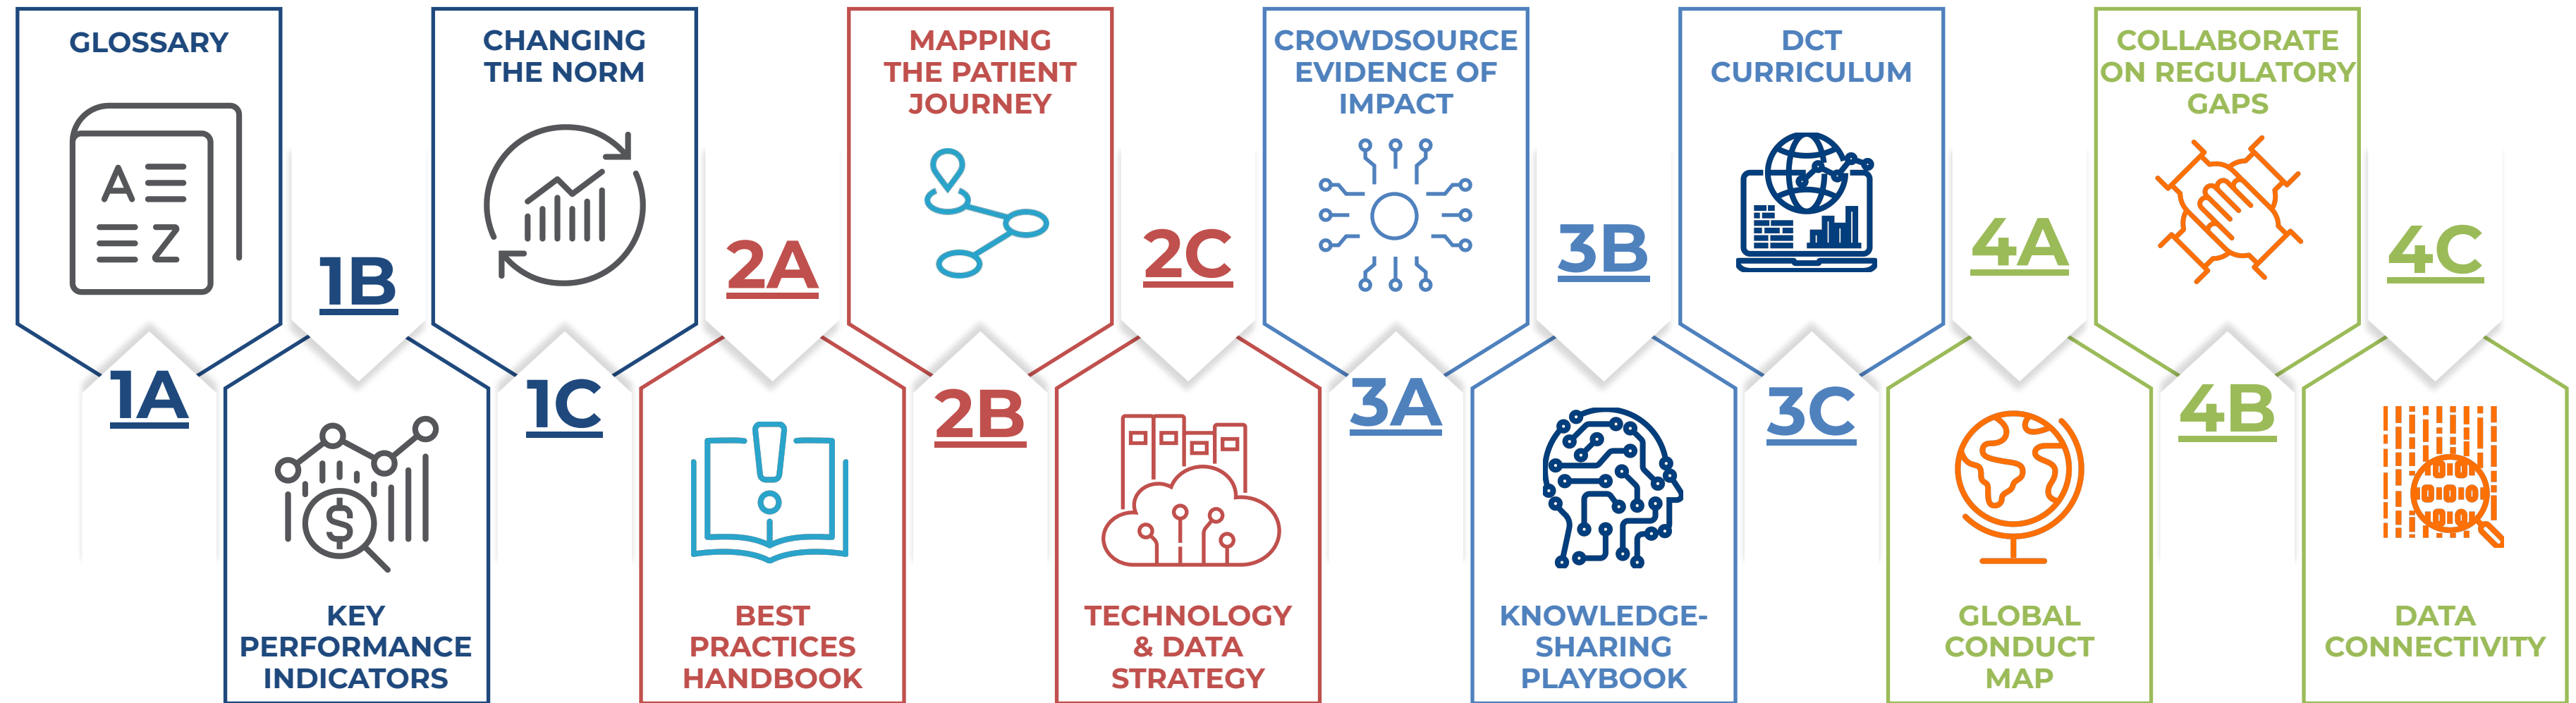 GLOSSARY
A
Z
1A
1B
$
KEY
PERFORMANCE
INDICATORS
CHANGING
THE NORM
1C
2A
BEST
PRACTICES
HANDBOOK
MAPPING
THE PATIENT
JOURNEY
2B
2C
TECHNOLOGY
& DATA
STRATEGY
CROWDSOURCE
EVIDENCE OF
IMPACT
3A
3B
KNOWLEDGE-
SHARING
PLAYBOOK
DCT
CURRICULUM
3C
4A
GLOBAL
CONDUCT
MAP
COLLABORATE
ON REGULATORY
GAPS
4B
4C
DATA
CONNECTIVITY